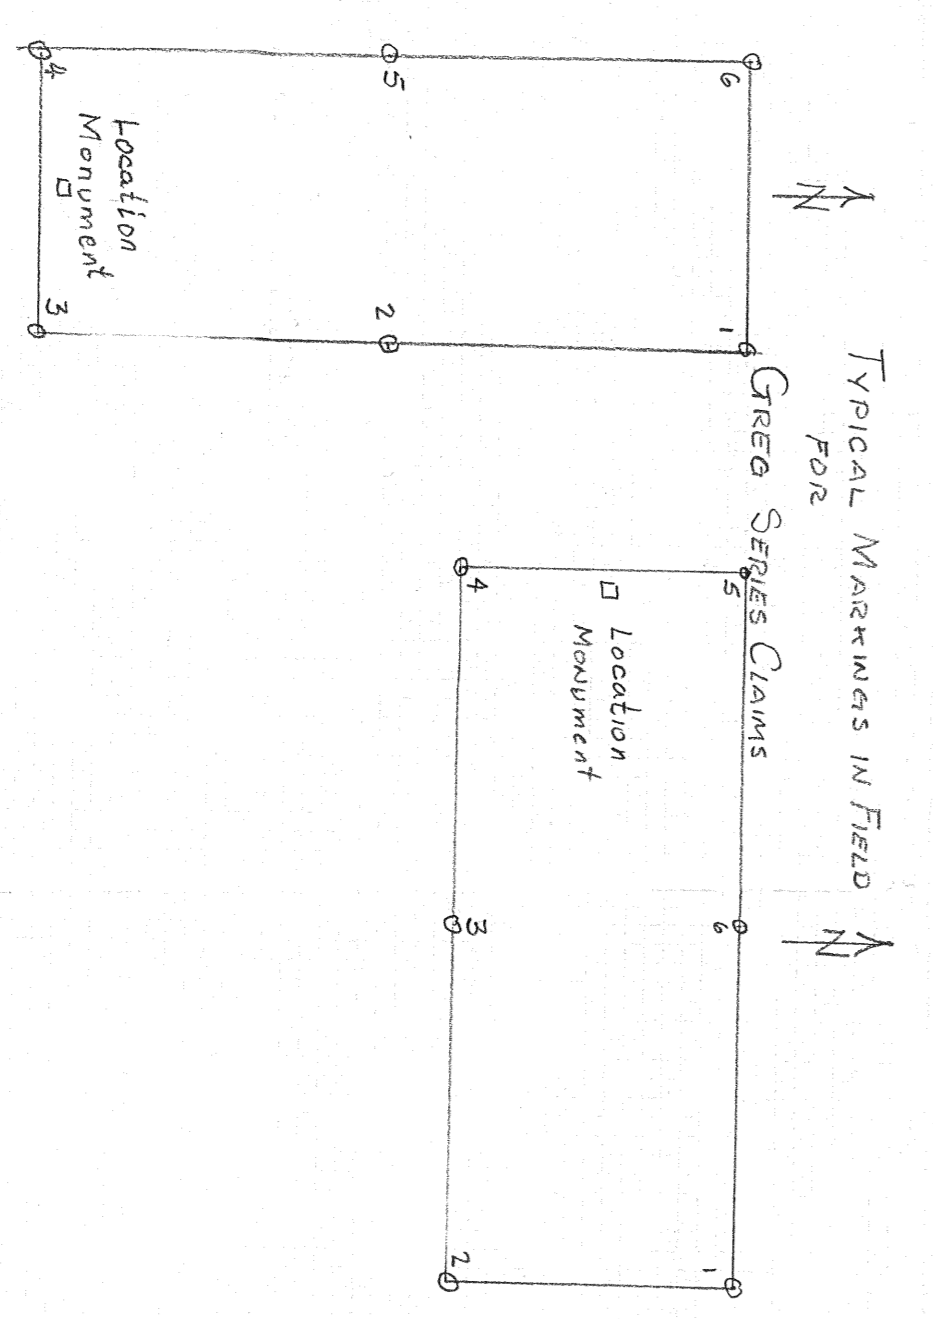 TYPICAL MARKINGS IN FIELD
FOR
GREG SERIES CLAIMS
N
N
6
1
5
2
Location
Monument
4
3
5
6
1
Location
Monument
4
3
2